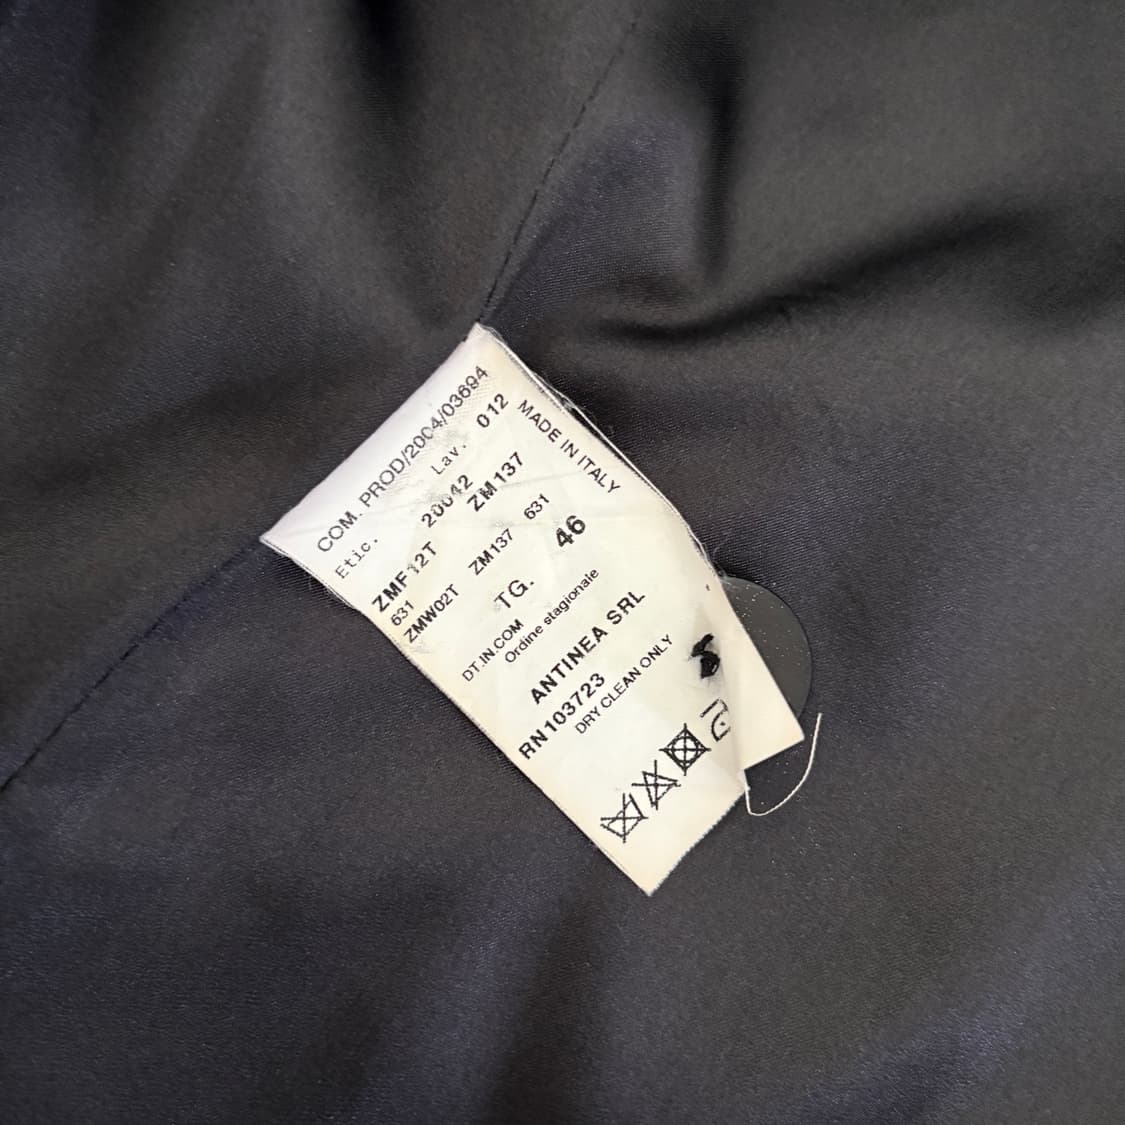 COM. PROD/2004/03694
Etic. 20042 Lav. 012
ZMF12T ZM137
631
ZMW02T ZM137 631
TG. 46
DT.IN.COM
Ordine stagionale
ANTINEA SRL
RN103723
DRY CLEAN ONLY
MADE IN ITALY